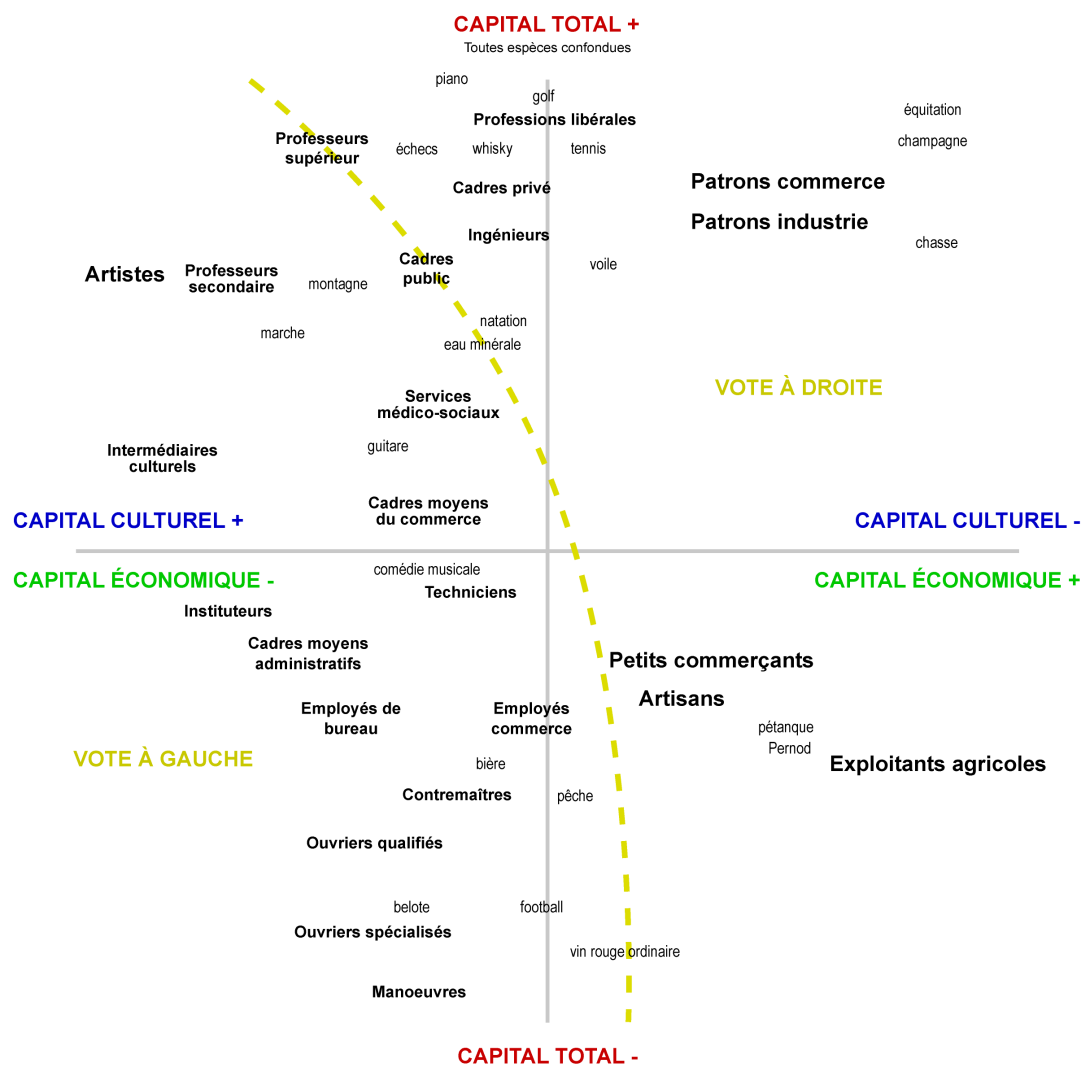 CAPITAL TOTAL +
Toutes espèces confondues
piano
golf
équitation
Professions libérales
Professeurs
supérieur
échecs
whisky
tennis
champagne
Cadres privé
Patrons commerce
Patrons industrie
Ingénieurs
chasse
Cadres
public
voile
Artistes
Professeurs
secondaire
montagne
natation
marche
eau minérale
VOTE À DROITE
Services
médico-sociaux
guitare
Intermédiaires
culturels
Cadres moyens
du commerce
CAPITAL CULTUREL +
CAPITAL CULTUREL -
CAPITAL ÉCONOMIQUE -
CAPITAL ÉCONOMIQUE +
comédie musicale
Techniciens
Instituteurs
Cadres moyens
administratifs
Petits commerçants
Artisans
Employés de
bureau
Employés
commerce
pétanque
Pernod
VOTE À GAUCHE
bière
Exploitants agricoles
Contremaîtres
pêche
Ouvriers qualifiés
belote
football
Ouvriers spécialisés
vin rouge ordinaire
Manoeuvres
CAPITAL TOTAL -